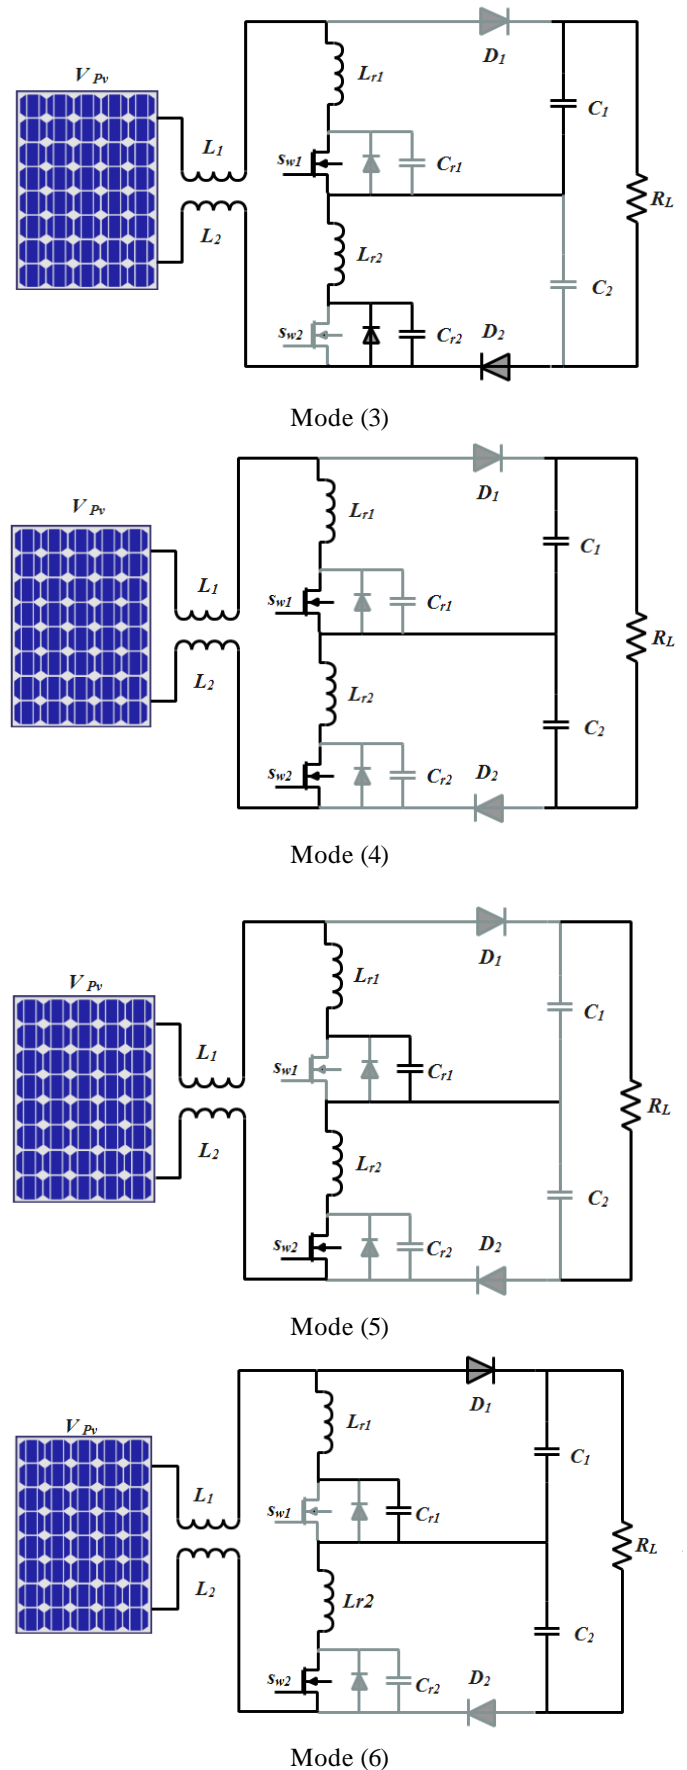 V Pv
D1
Lr1
C1
L1
sw1
Cr1
RL
L2
Lr2
C2
sw2
Cr2
D2
Mode (3)
V Pv
D1
Lr1
C1
L1
sw1
Cr1
RL
L2
Lr2
C2
sw2
Cr2
D2
Mode (4)
V Pv
D1
Lr1
C1
L1
sw1
Cr1
RL
L2
Lr2
C2
sw2
Cr2
D2
Mode (5)
V Pv
D1
Lr1
C1
L1
sw1
Cr1
RL
L2
Lr2
C2
sw2
Cr2
D2
Mode (6)